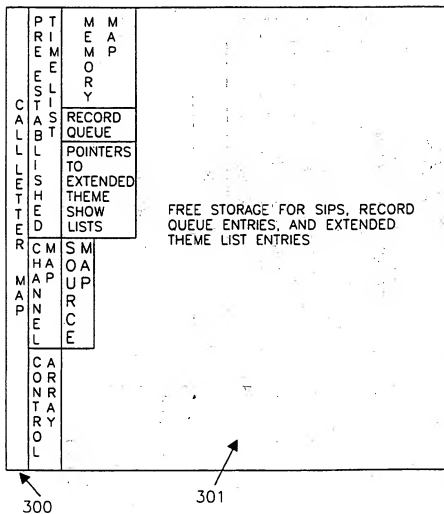 CALL LETTER MAP
PRE ESTABLISHED
TIME LIST
MEMORY
MAP
RECORD
QUEUE
POINTERS
TO
EXTENDED
THEME
SHOW
LISTS
CHANNEL
MAP
SOURCE
MAP
CONTROL
ARRAY
FREE STORAGE FOR SIPS, RECORD
QUEUE ENTRIES, AND EXTENDED
THEME LIST ENTRIES
300
301